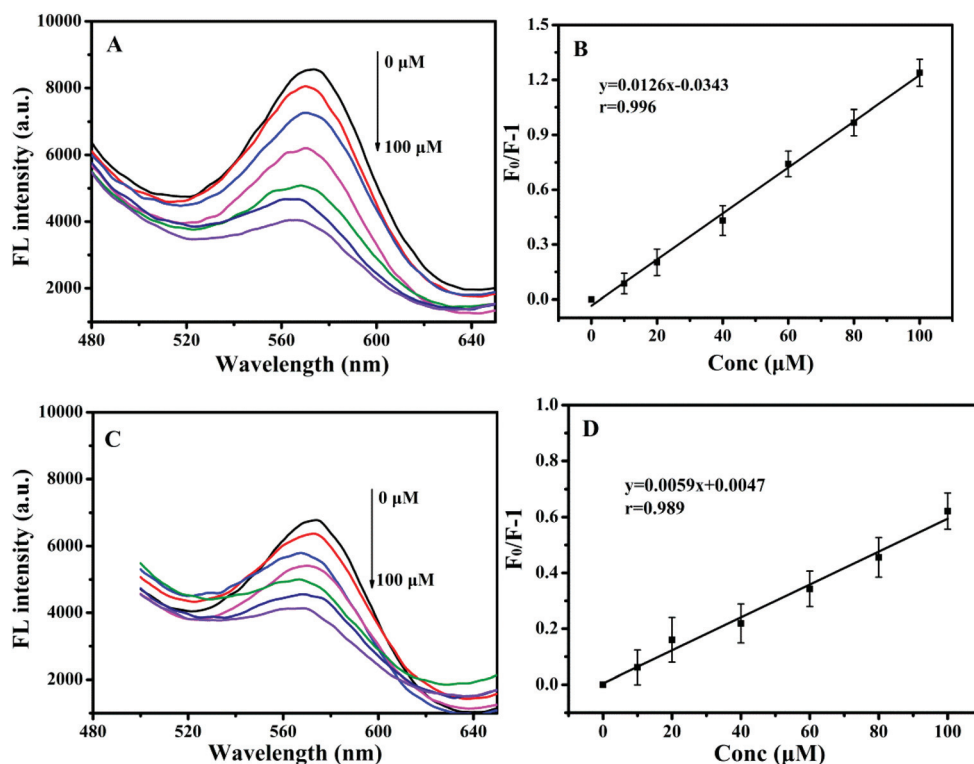 A
0 μM
100 μM
10000
8000
6000
4000
2000
FL intensity (a.u.)
480 520 560 600 640
Wavelength (nm)
B
y=0.0126x-0.0343
r=0.996
1.5
1.2
0.9
0.6
0.3
0.0
F₀/F-1
0 20 40 60 80 100
Conc (μM)
C
0 μM
100 μM
10000
8000
6000
4000
2000
FL intensity (a.u.)
480 520 560 600 640
Wavelength (nm)
D
y=0.0059x+0.0047
r=0.989
1.0
0.8
0.6
0.4
0.2
0.0
F₀/F-1
0 20 40 60 80 100
Conc (μM)